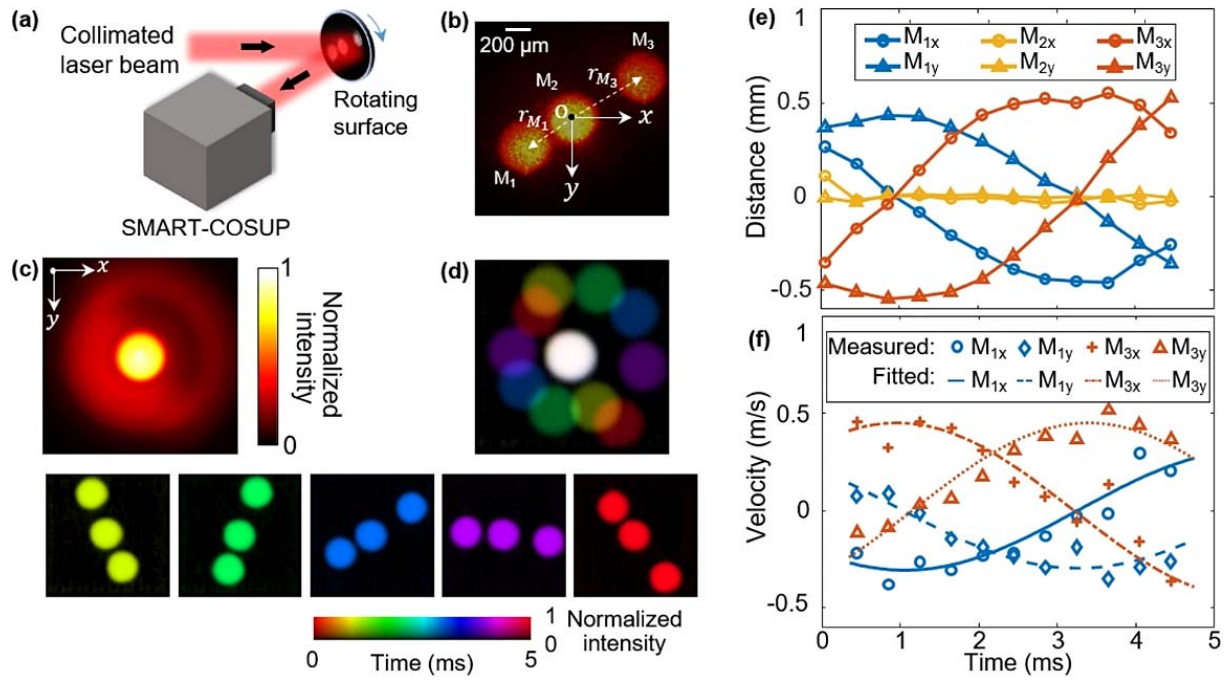 (a)
Collimated
laser beam
Rotating
surface
SMART-COSUP
(b)
200 μm
M3
M2
rM3
O
x
rM1
M1
y
(c)
x
y
1
Normalized
intensity
0
(d)
1
0
Normalized
intensity
0
5
Time (ms)
(e)
M1x
M2x
M3x
M1y
M2y
M3y
1
0.5
0
-0.5
Distance (mm)
(f)
Measured:
M1x
M1y
M3x
M3y
Fitted:
M1x
M1y
M3x
M3y
1
0.5
0
-0.5
Velocity (m/s)
0
1
2
3
4
5
Time (ms)